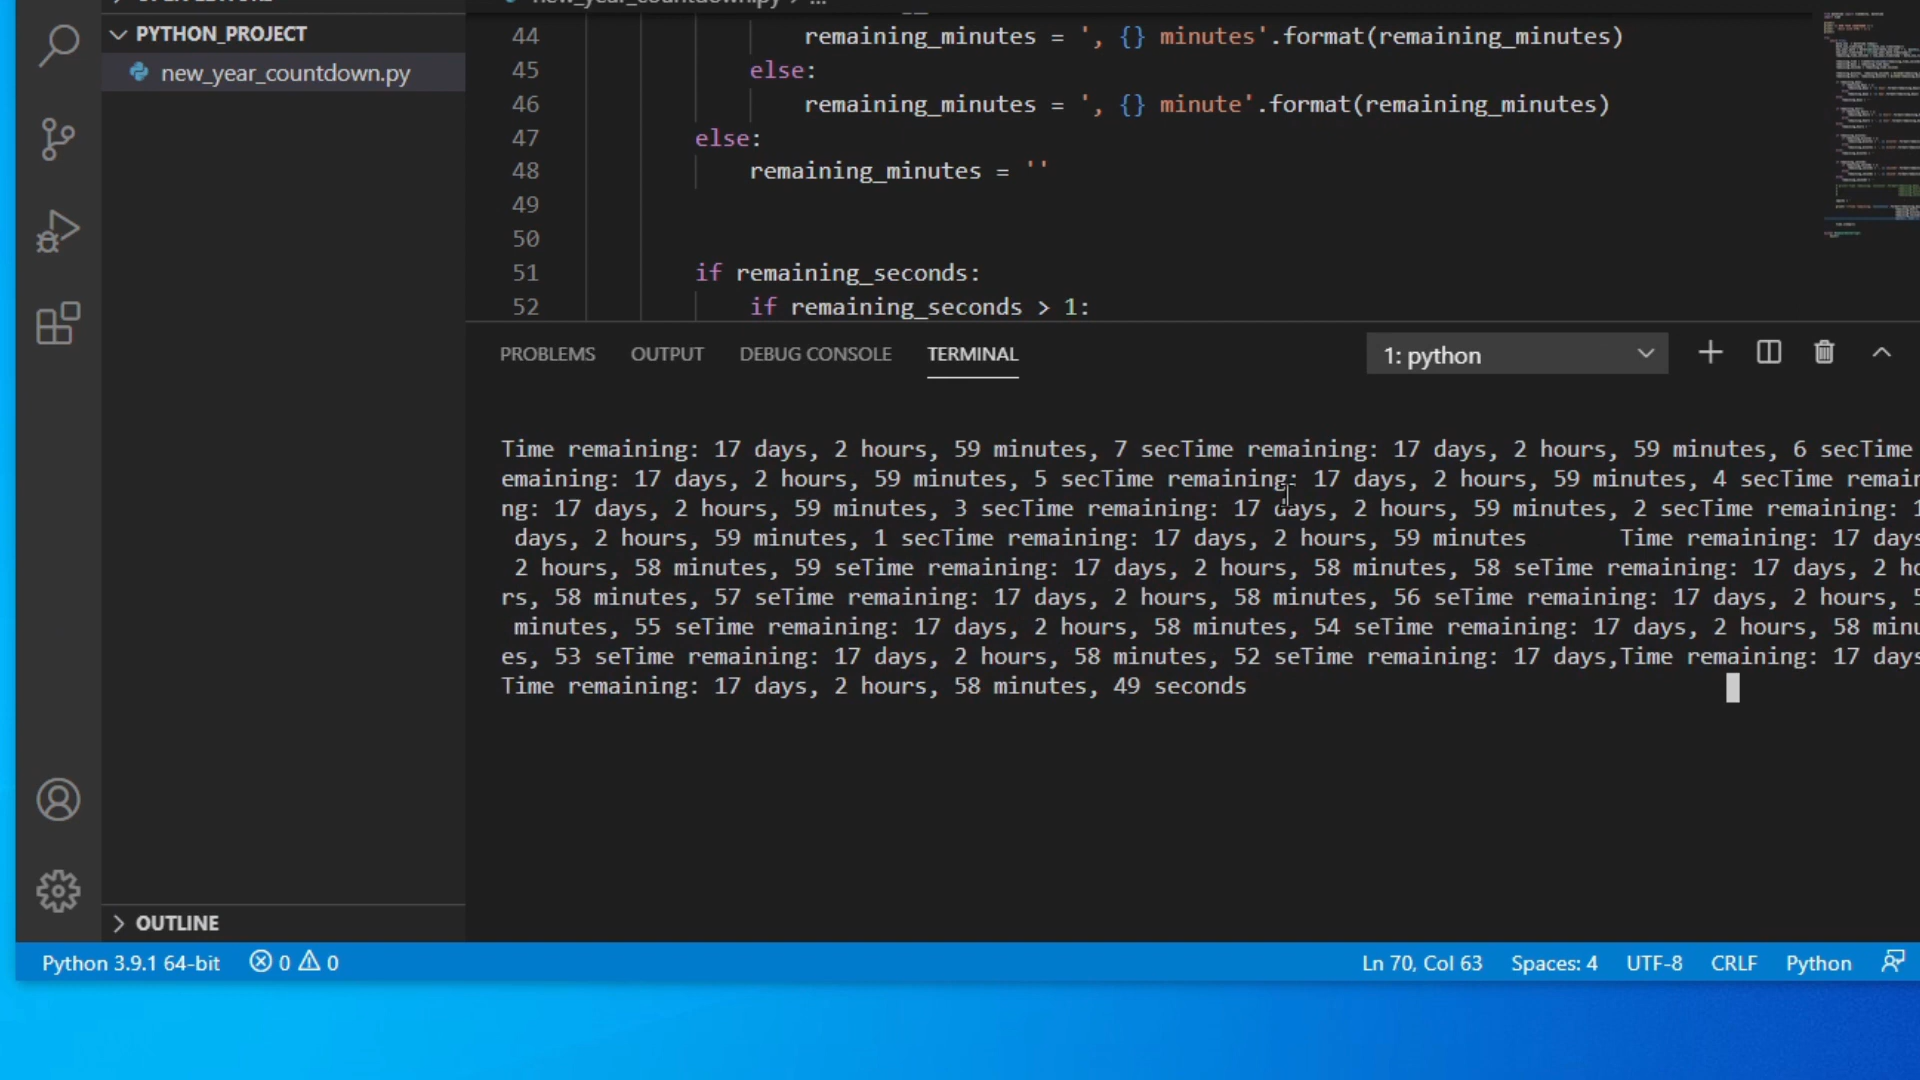 PYTHON_PROJECT
new_year_countdown.py
44 remaining_minutes = ', {} minutes'.format(remaining_minutes)
45 else:
46 remaining_minutes = ', {} minute'.format(remaining_minutes)
47 else:
48 remaining_minutes = ''
49
50
51 if remaining_seconds:
52 if remaining_seconds > 1:
PROBLEMS OUTPUT DEBUG CONSOLE TERMINAL 1: python
Time remaining: 17 days, 2 hours, 59 minutes, 7 secTime remaining: 17 days, 2 hours, 59 minutes, 6 secTime
emaining: 17 days, 2 hours, 59 minutes, 5 secTime remaining: 17 days, 2 hours, 59 minutes, 4 secTime remain
ng: 17 days, 2 hours, 59 minutes, 3 secTime remaining: 17 days, 2 hours, 59 minutes, 2 secTime remaining: 1
days, 2 hours, 59 minutes, 1 secTime remaining: 17 days, 2 hours, 59 minutes Time remaining: 17 days
2 hours, 58 minutes, 59 seTime remaining: 17 days, 2 hours, 58 minutes, 58 seTime remaining: 17 days, 2 ho
rs, 58 minutes, 57 seTime remaining: 17 days, 2 hours, 58 minutes, 56 seTime remaining: 17 days, 2 hours, 5
minutes, 55 seTime remaining: 17 days, 2 hours, 58 minutes, 54 seTime remaining: 17 days, 2 hours, 58 minu
es, 53 seTime remaining: 17 days, 2 hours, 58 minutes, 52 seTime remaining: 17 days,Time remaining: 17 days
Time remaining: 17 days, 2 hours, 58 minutes, 49 seconds
OUTLINE
Python 3.9.1 64-bit 0 0 Ln 70, Col 63 Spaces: 4 UTF-8 CRLF Python